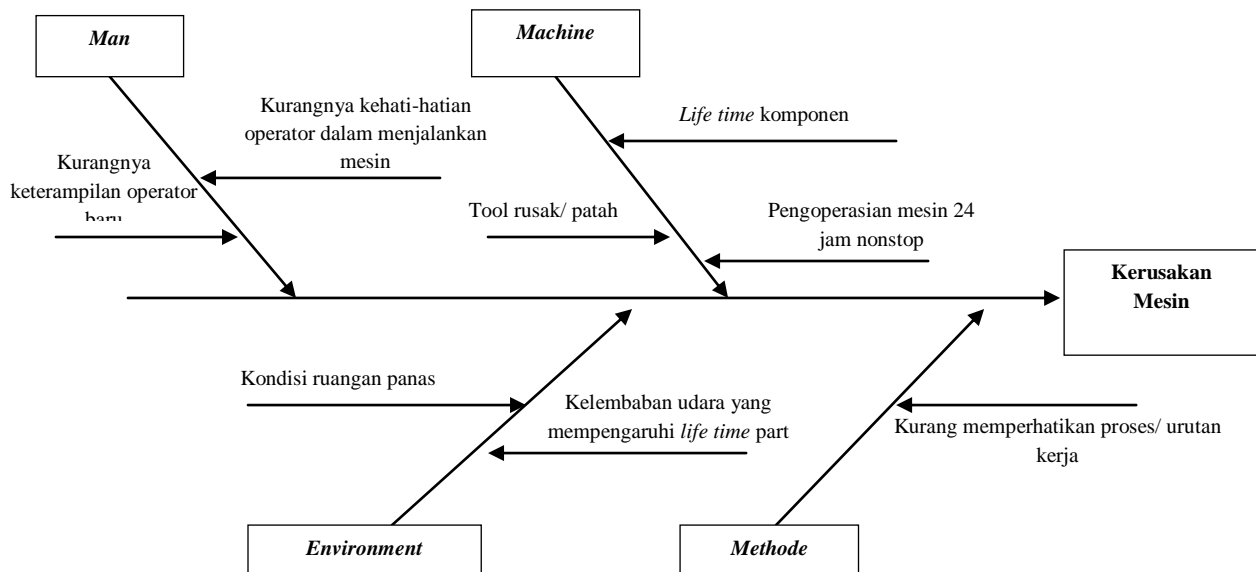 Man
Kurangnya kehati-hatian
operator dalam menjalankan
mesin
Kurangnya
keterampilan operator
baru
Machine
Life time komponen
Tool rusak/ patah
Pengoperasian mesin 24
jam nonstop
Kerusakan
Mesin
Kondisi ruangan panas
Kelembaban udara yang
mempengaruhi life time part
Environment
Kurang memperhatikan proses/ urutan
kerja
Methode